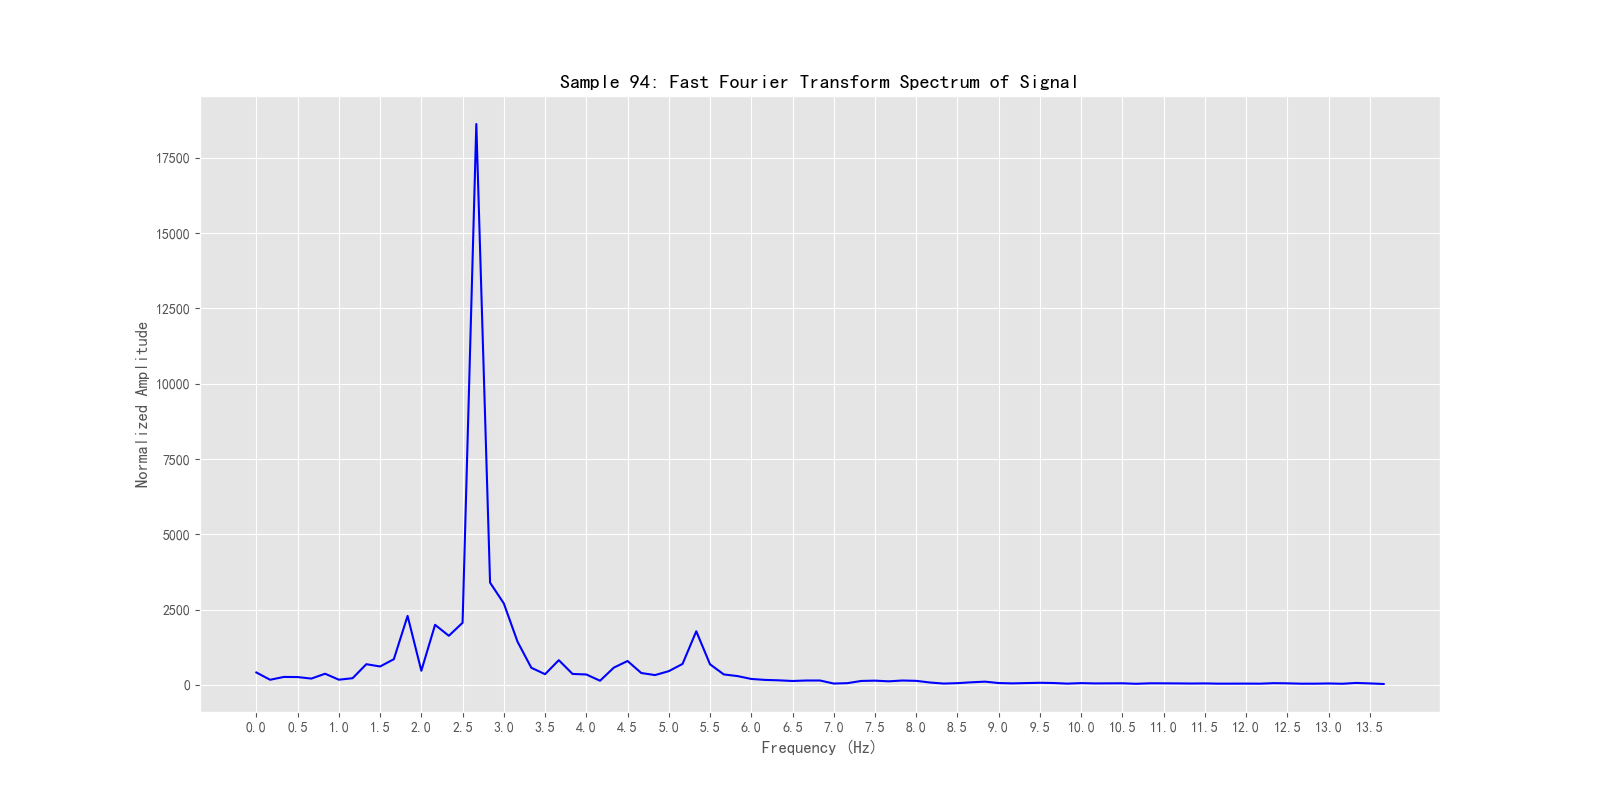 Sample 94: Fast Fourier Transform Spectrum of Signal
Normalized Amplitude
17500
15000
12500
10000
7500
5000
2500
0
0.0 0.5 1.0 1.5 2.0 2.5 3.0 3.5 4.0 4.5 5.0 5.5 6.0 6.5 7.0 7.5 8.0 8.5 9.0 9.5 10.0 10.5 11.0 11.5 12.0 12.5 13.0 13.5
Frequency (Hz)